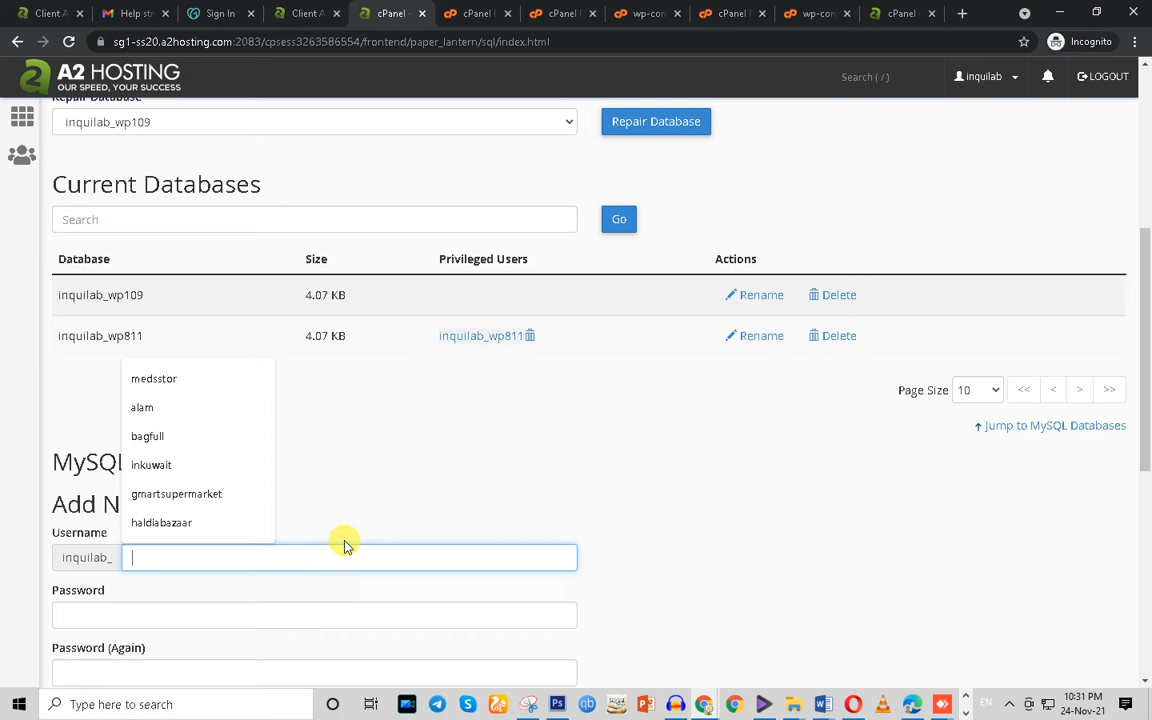 Client A
Help st
Sign In
Client A
cPanel -
cPanel F
cPanel F
wp-con
cPanel F
wp-con
cPanel
sg1-ss20.a2hosting.com:2083/cpsess3263586554/frontend/paper_lantern/sql/index.html
Incognito
A2 HOSTING
OUR SPEED, YOUR SUCCESS
Search ( / )
inquilab
LOGOUT
Repair Database
inquilab_wp109
Repair Database
Current Databases
Search
Go
Database Size Privileged Users Actions
inquilab_wp109 4.07 KB Rename Delete
inquilab_wp811 4.07 KB inquilab_wp811 Rename Delete
Page Size 10 << < > >>
Jump to MySQL Databases
medsstor
alam
bagfull
inkuwait
gmartsupermarket
haldiabazaar
MySQL
Add N
Username
inquilab_
Password
Password (Again)
Type here to search
EN
10:31 PM
24-Nov-21